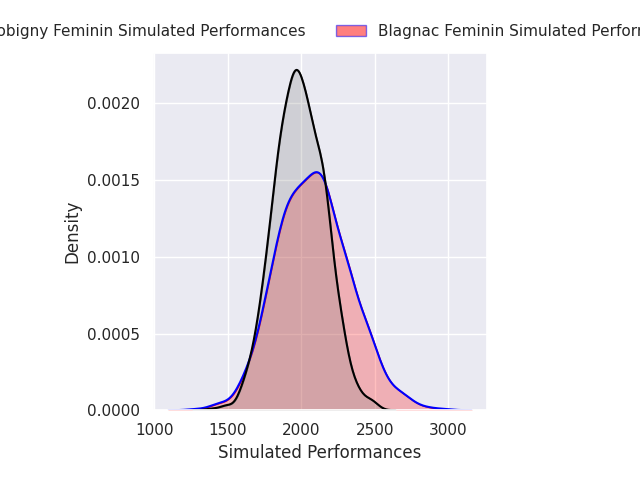 obigny Feminin Simulated Performances Blagnac Feminin Simulated Perfor
0.0020
0.0015
0.0010
0.0005
0.0000
Density
1000 1500 2000 2500 3000
Simulated Performances